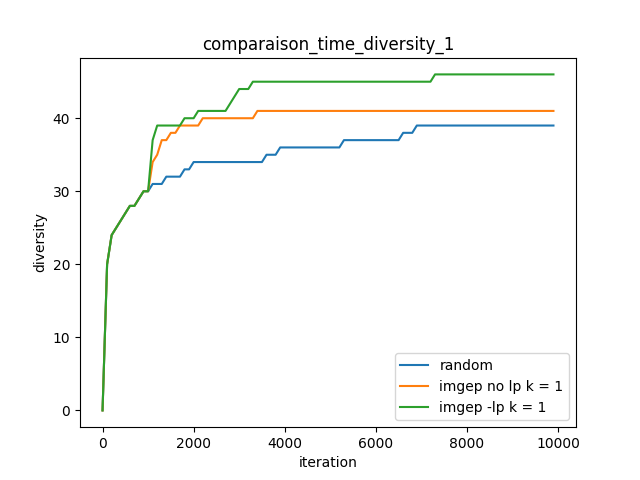 comparaison_time_diversity_1
diversity
40
30
20
10
0
random
imgep no lp k = 1
imgep -lp k = 1
0 2000 4000 6000 8000 10000
iteration